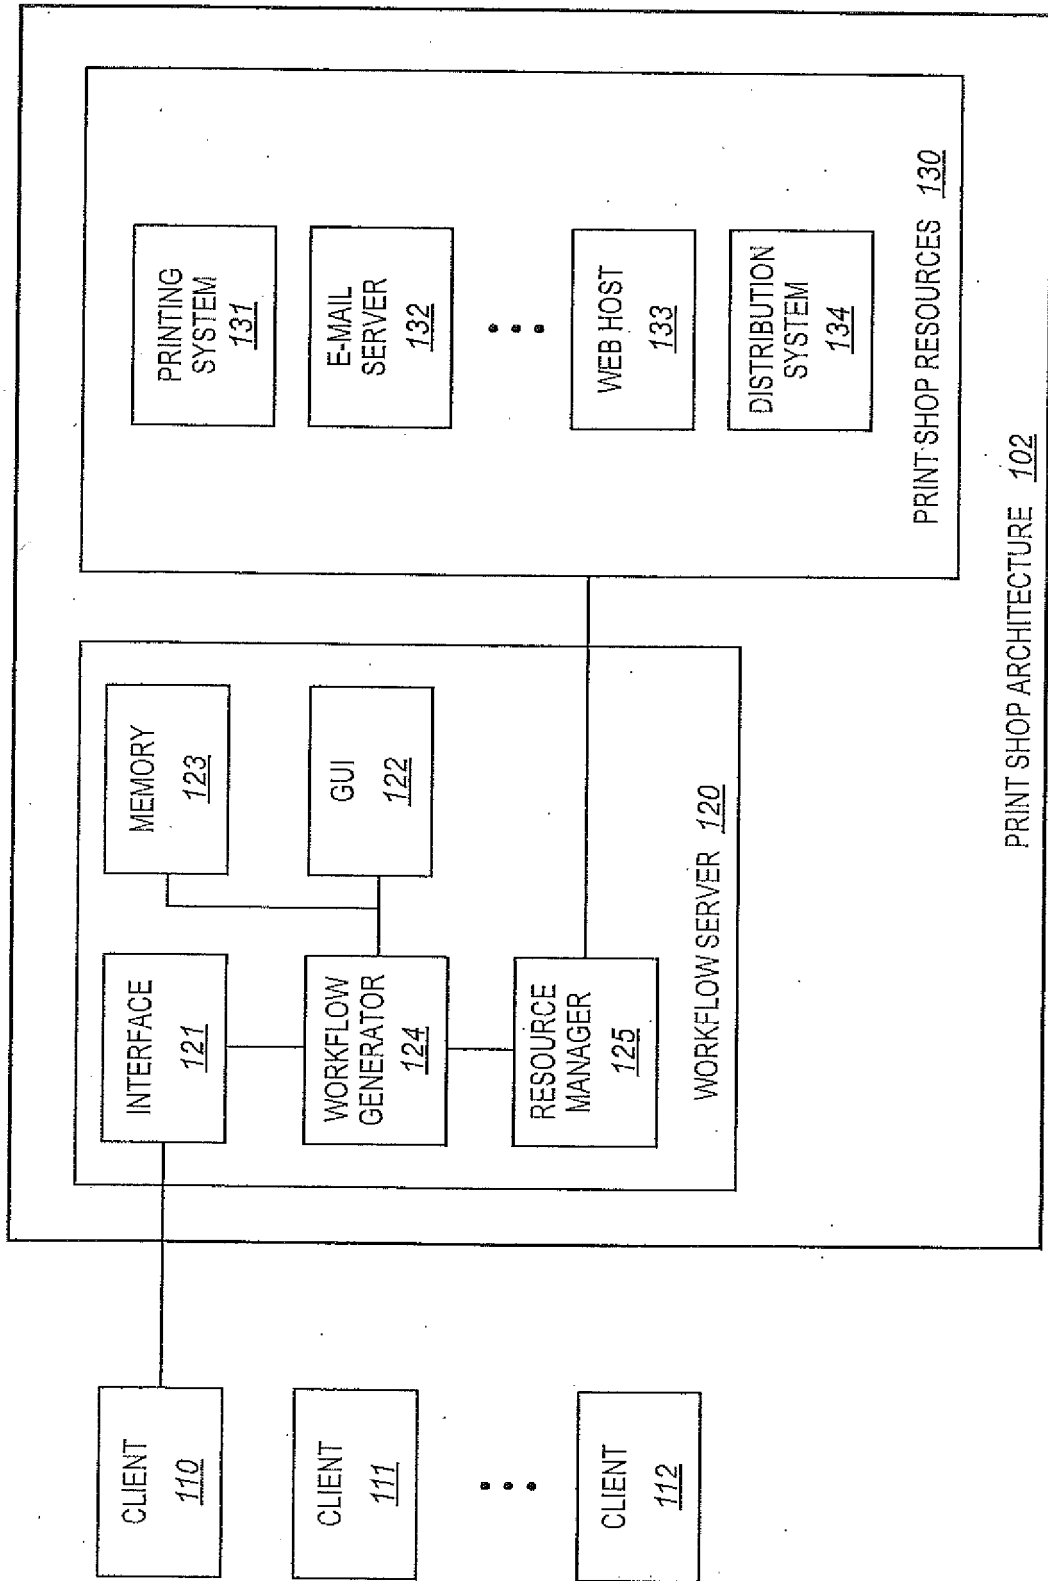 CLIENT
110
CLIENT
111
CLIENT
112
INTERFACE
121
MEMORY
123
WORKFLOW
GENERATOR
124
GUI
122
RESOURCE
MANAGER
125
WORKFLOW SERVER 120
PRINTING
SYSTEM
131
E-MAIL
SERVER
132
WEB HOST
133
DISTRIBUTION
SYSTEM
134
PRINT SHOP RESOURCES 130
PRINT SHOP ARCHITECTURE 102